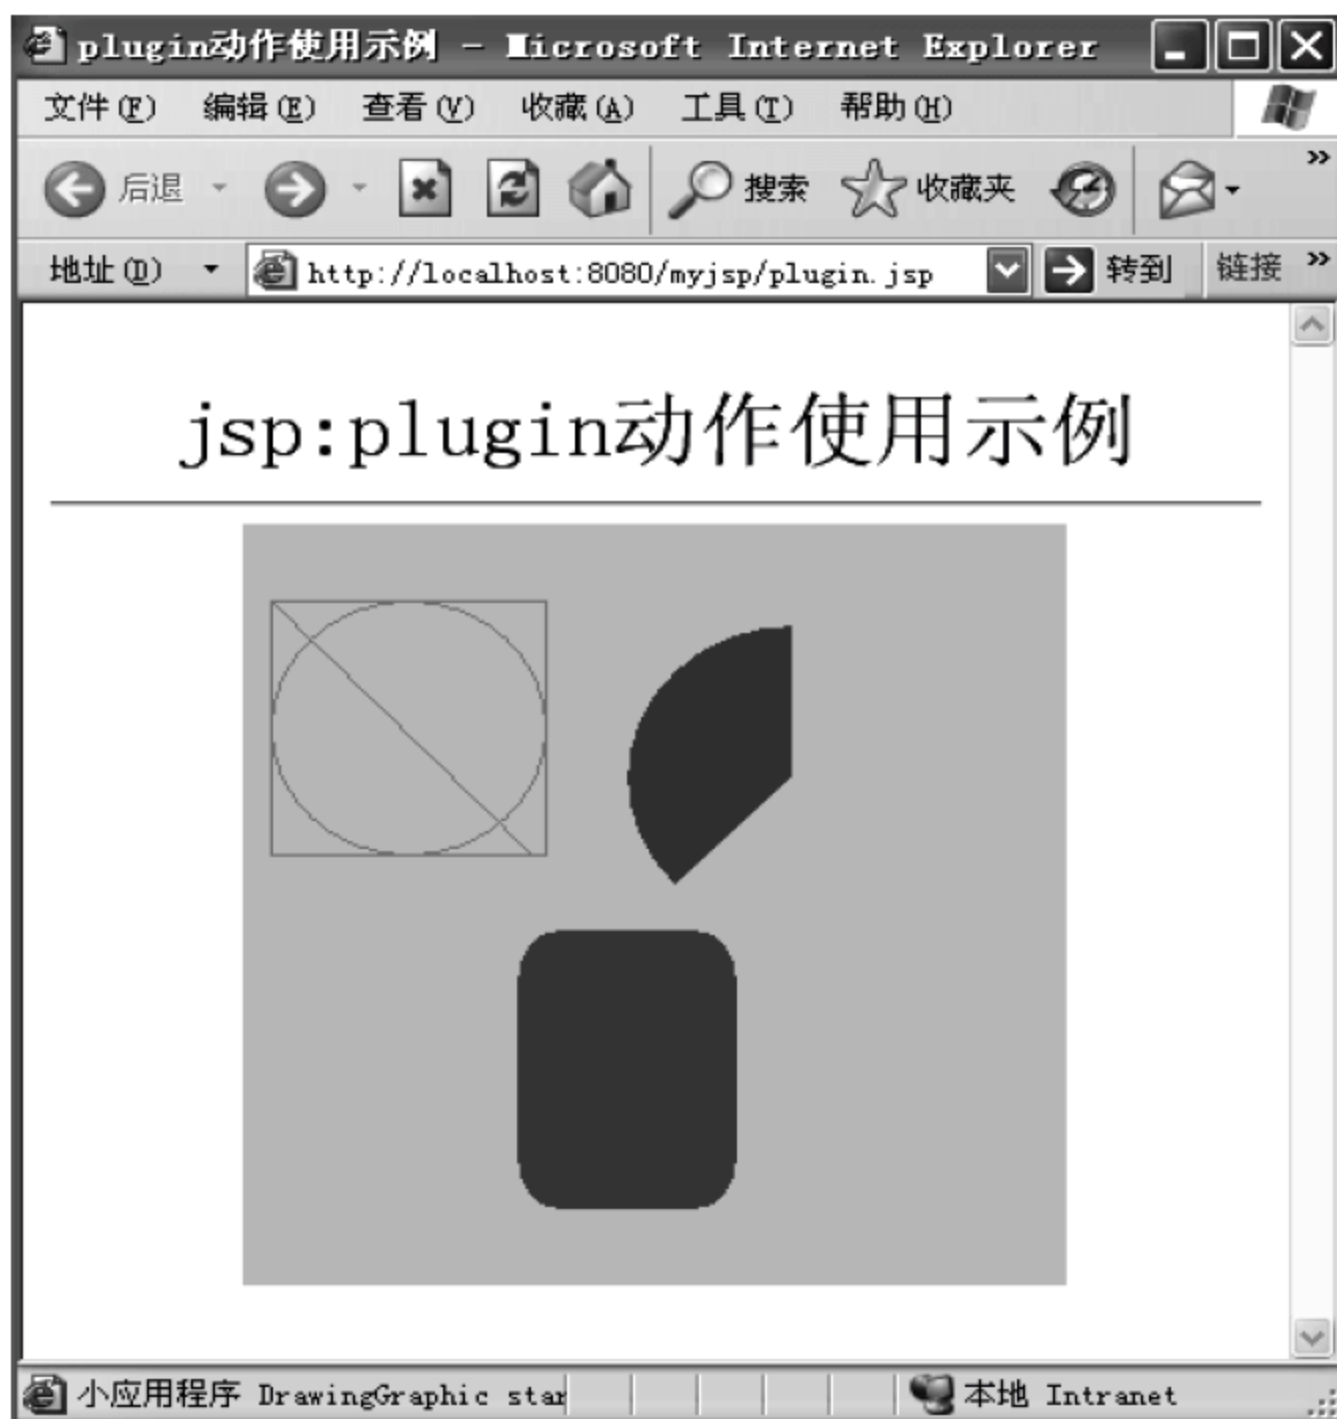 plugin动作使用示例 - Microsoft Internet Explorer
文件(F) 编辑(E) 查看(V) 收藏(A) 工具(T) 帮助(H)
后退 搜索 收藏夹 »
地址(D) http://localhost:8080/myjsp/plugin.jsp 转到 链接 »
jsp:plugin动作使用示例
小应用程序 DrawingGraphic star 本地 Intranet